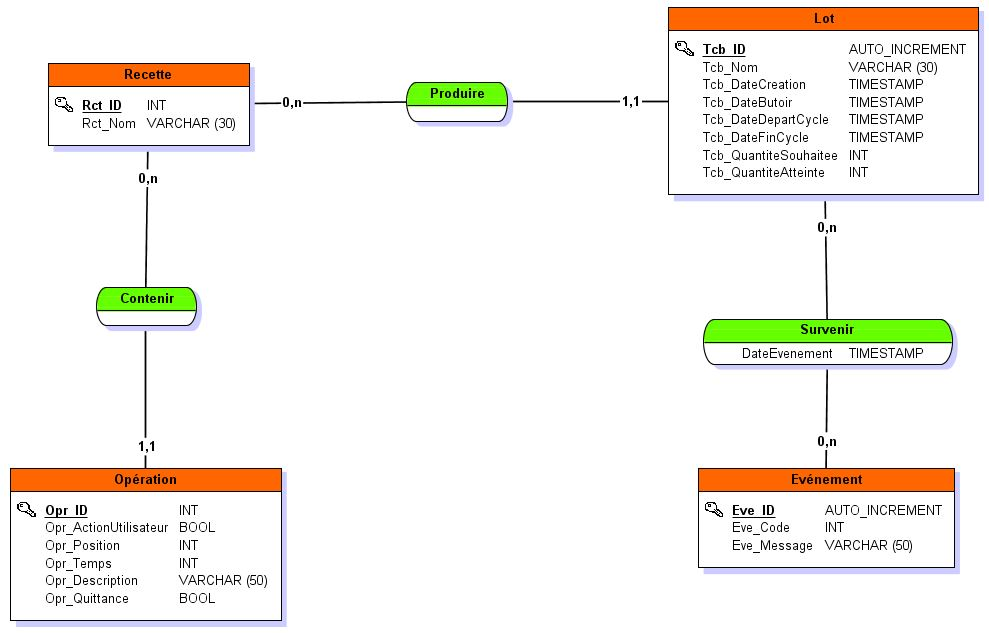 Lot
Tcb_ID AUTO_INCREMENT
Tcb_Nom VARCHAR (30)
Tcb_DateCreation TIMESTAMP
Tcb_DateButoir TIMESTAMP
Tcb_DateDepartCycle TIMESTAMP
Tcb_DateFinCycle TIMESTAMP
Tcb_QuantiteSouhaitee INT
Tcb_QuantiteAtteinte INT
Recette
Rct_ID INT
Rct_Nom VARCHAR (30)
0,n
Produire
1,1
0,n
Contenir
1,1
0,n
Survenir
DateEvenement TIMESTAMP
0,n
Opération
Opr_ID INT
Opr_ActionUtilisateur BOOL
Opr_Position INT
Opr_Temps INT
Opr_Description VARCHAR (50)
Opr_Quittance BOOL
Evénement
Eve_ID AUTO_INCREMENT
Eve_Code INT
Eve_Message VARCHAR (50)